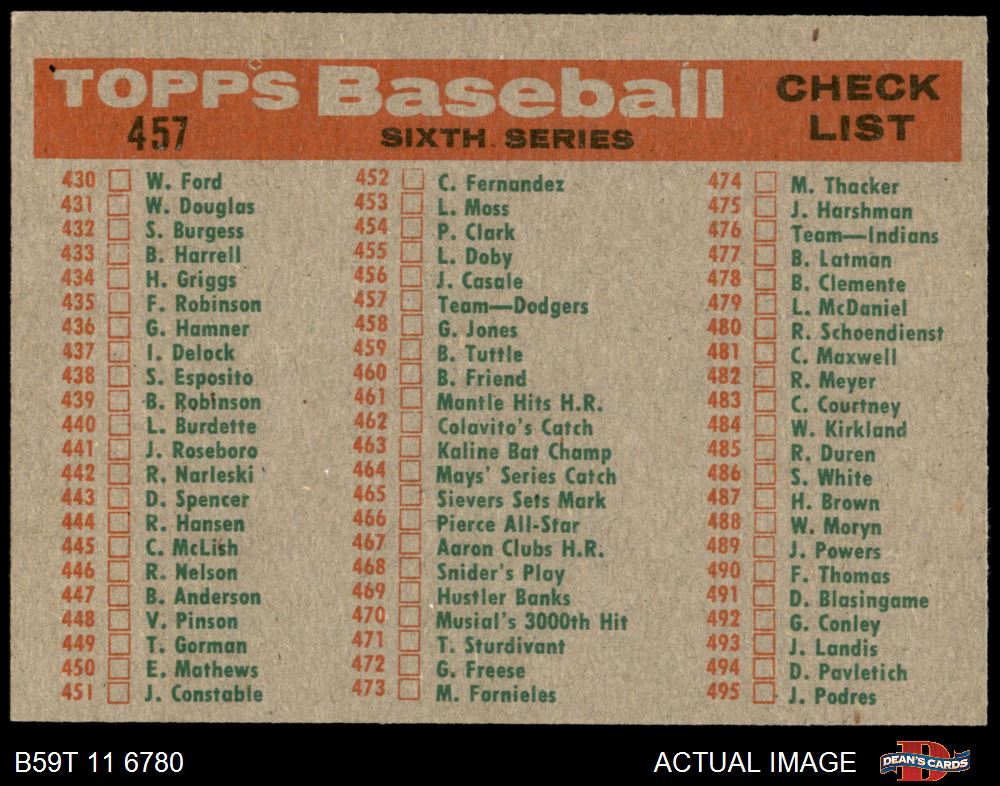 TOPPS Baseball CHECK
457 SIXTH SERIES LIST
430 W. Ford
431 W. Douglas
432 S. Burgess
433 B. Harrell
434 H. Griggs
435 F. Robinson
436 G. Hamner
437 I. Delock
438 S. Esposito
439 B. Robinson
440 L. Burdette
441 J. Roseboro
442 R. Narleski
443 D. Spencer
444 R. Hansen
445 C. McLish
446 R. Nelson
447 B. Anderson
448 V. Pinson
449 T. Gorman
450 E. Mathews
451 J. Constable
452 C. Fernandez
453 L. Moss
454 P. Clark
455 L. Doby
456 J. Casale
457 Team—Dodgers
458 G. Jones
459 B. Tuttle
460 B. Friend
461 Mantle Hits H.R.
462 Colavito's Catch
463 Kaline Bat Champ
464 Mays' Series Catch
465 Sievers Sets Mark
466 Pierce All-Star
467 Aaron Clubs H.R.
468 Snider's Play
469 Hustler Banks
470 Musial's 3000th Hit
471 T. Sturdivant
472 G. Freese
473 M. Fornieles
474 M. Thacker
475 J. Harshman
476 Team—Indians
477 B. Latman
478 B. Clemente
479 L. McDaniel
480 R. Schoendienst
481 C. Maxwell
482 R. Meyer
483 C. Courtney
484 W. Kirkland
485 R. Duren
486 S. White
487 H. Brown
488 W. Moryn
489 J. Powers
490 F. Thomas
491 D. Blasingame
492 G. Conley
493 J. Landis
494 D. Pavletich
495 J. Podres
B59T 11 6780 ACTUAL IMAGE D DEAN'S CARDS